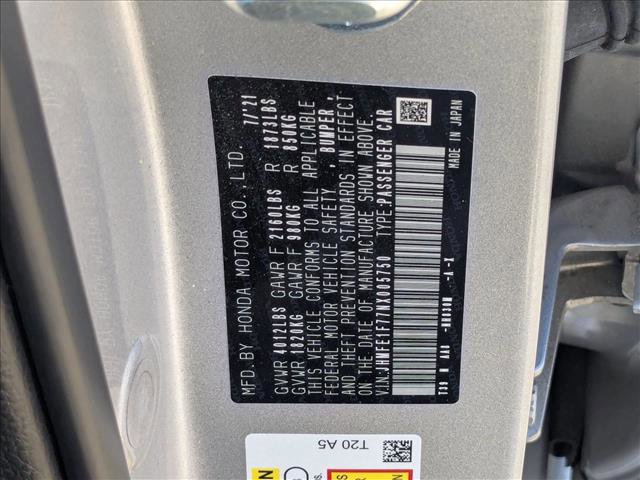 MFD. BY HONDA MOTOR CO., LTD. 7/'21
GVWR 4012LBS GAWR F 2160LBS R 1873LBS
GVWR 1820KG GAWR F 980KG R 850KG
THIS VEHICLE CONFORMS TO ALL APPLICABLE
FEDERAL MOTOR VEHICLE SAFETY, BUMPER,
AND THEFT PREVENTION STANDARDS IN EFFECT
ON THE DATE OF MANUFACTURE SHOWN ABOVE.
V.I.N.: JHMFE1F77NX005750 TYPE: PASSENGER CAR
MADE IN JAPAN
T20 A5